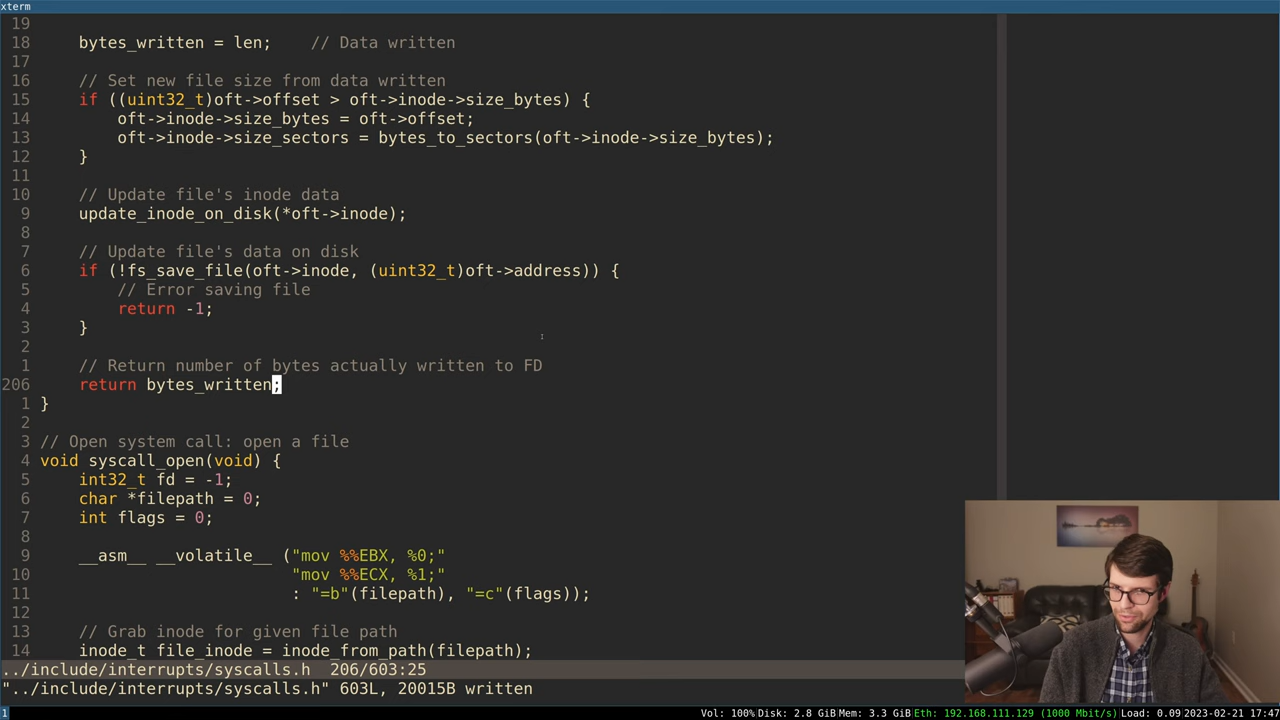 xterm
19
18     bytes_written = len;    // Data written
17
16     // Set new file size from data written
15     if ((uint32_t)oft->offset > oft->inode->size_bytes) {
14         oft->inode->size_bytes = oft->offset;
13         oft->inode->size_sectors = bytes_to_sectors(oft->inode->size_bytes);
12     }
11
10     // Update file's inode data
9     update_inode_on_disk(*oft->inode);
8
7     // Update file's data on disk
6     if (!fs_save_file(oft->inode, (uint32_t)oft->address)) {
5         // Error saving file
4         return -1;
3     }
2
1     // Return number of bytes actually written to FD
206     return bytes_written;
1 }
2
3 // Open system call: open a file
4 void syscall_open(void) {
5     int32_t fd = -1;
6     char *filepath = 0;
7     int flags = 0;
8
9     __asm__ __volatile__ ("mov %%EBX, %0;"
10                           "mov %%ECX, %1;"
11                           : "=b"(filepath), "=c"(flags));
12
13     // Grab inode for given file path
14     inode_t file_inode = inode_from_path(filepath);
../include/interrupts/syscalls.h  206/603:25
"../include/interrupts/syscalls.h" 603L, 20015B written
1 Vol: 100% Disk: 2.8 GiB Mem: 3.3 GiB Eth: 192.168.111.129 (1000 Mbit/s) Load: 0.09 2023-02-21 17:47